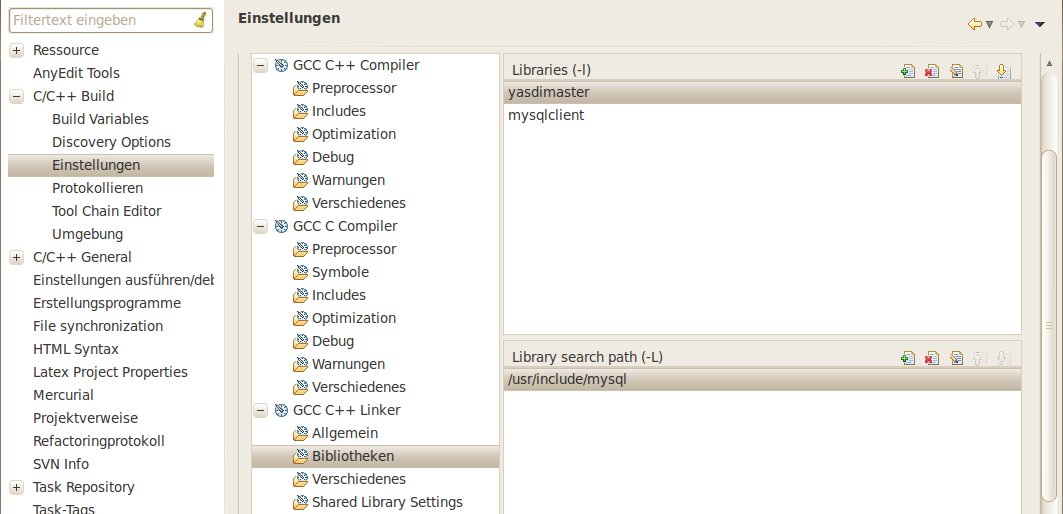 Filtertext eingeben
Ressource
AnyEdit Tools
C/C++ Build
Build Variables
Discovery Options
Einstellungen
Protokollieren
Tool Chain Editor
Umgebung
C/C++ General
Einstellungen ausführen/deb
Erstellungsprogramme
File synchronization
HTML Syntax
Latex Project Properties
Mercurial
Projektverweise
Refactoringprotokoll
SVN Info
Task Repository
Task-Tags
Einstellungen
GCC C++ Compiler
Preprocessor
Includes
Optimization
Debug
Warnungen
Verschiedenes
GCC C Compiler
Preprocessor
Symbole
Includes
Optimization
Debug
Warnungen
Verschiedenes
GCC C++ Linker
Allgemein
Bibliotheken
Verschiedenes
Shared Library Settings
Libraries (-l)
yasdimaster
mysqlclient
Library search path (-L)
/usr/include/mysql